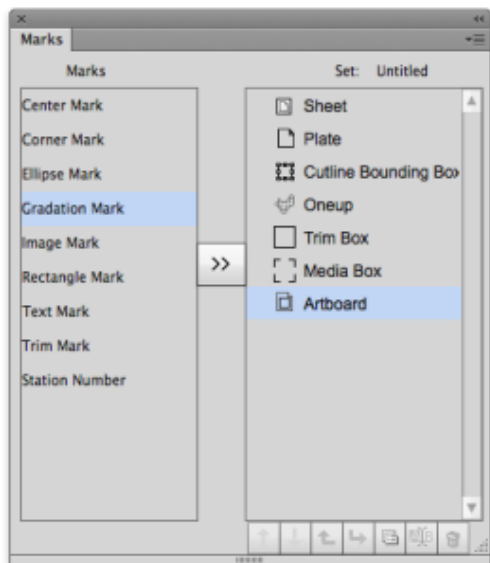 Marks
Marks
Set: Untitled
Center Mark
Corner Mark
Ellipse Mark
Gradation Mark
Image Mark
Rectangle Mark
Text Mark
Trim Mark
Station Number
>>
Sheet
Plate
Cutline Bounding Box
Oneup
Trim Box
Media Box
Artboard